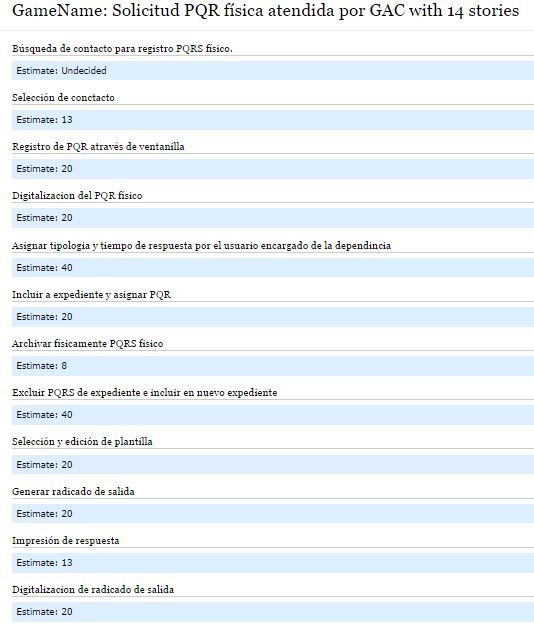 GameName: Solicitud PQR física atendida por GAC with 14 stories
Búsqueda de contacto para registro PQRS físico.
Estimate: Undecided
Selección de conctacto
Estimate: 13
Registro de PQR através de ventanilla
Estimate: 20
Digitalizacion del PQR físico
Estimate: 20
Asignar tipologia y tiempo de respuesta por el usuario encargado de la dependincia
Estimate: 40
Incluir a expediente y asignar PQR
Estimate: 20
Archivar físicamente PQRS físico
Estimate: 8
Excluir PQRS de expediente e incluir en nuevo expediente
Estimate: 40
Selección y edición de plantilla
Estimate: 20
Generar radicado de salida
Estimate: 20
Impresión de respuesta
Estimate: 13
Digitalizacion de radicado de salida
Estimate: 20